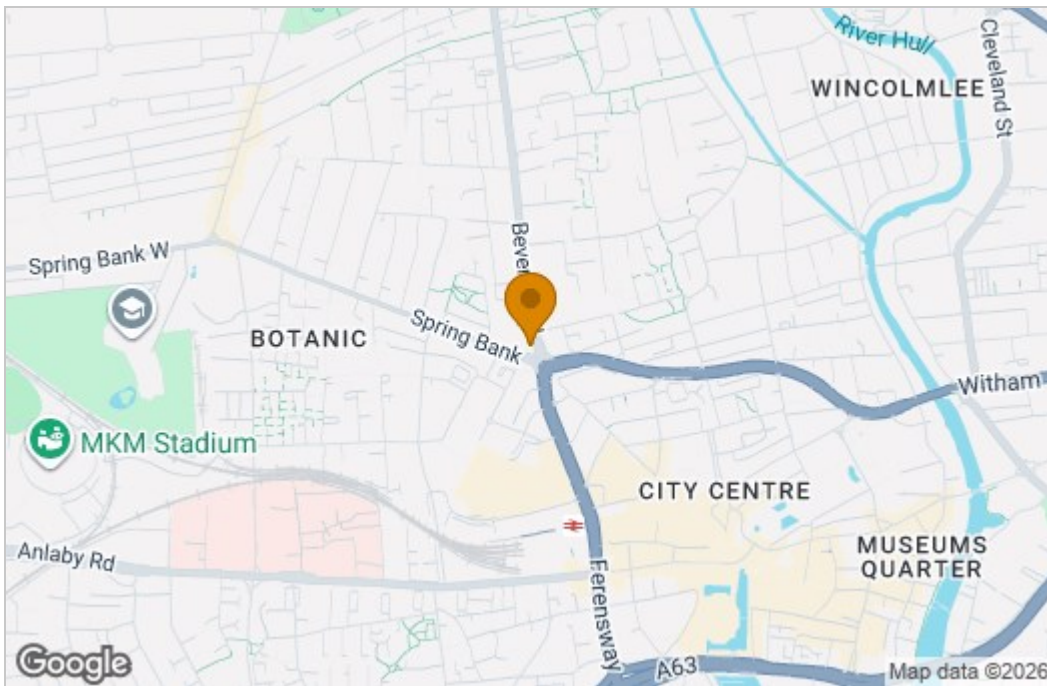 River Hull
Cleveland St
WINCOLMLEE
Spring Bank W
Bever
BOTANIC
Spring Bank
Witham
MKM Stadium
CITY CENTRE
Anlaby Rd
MUSEUMS
QUARTER
Ferensway
A63
Google
Map data ©2026